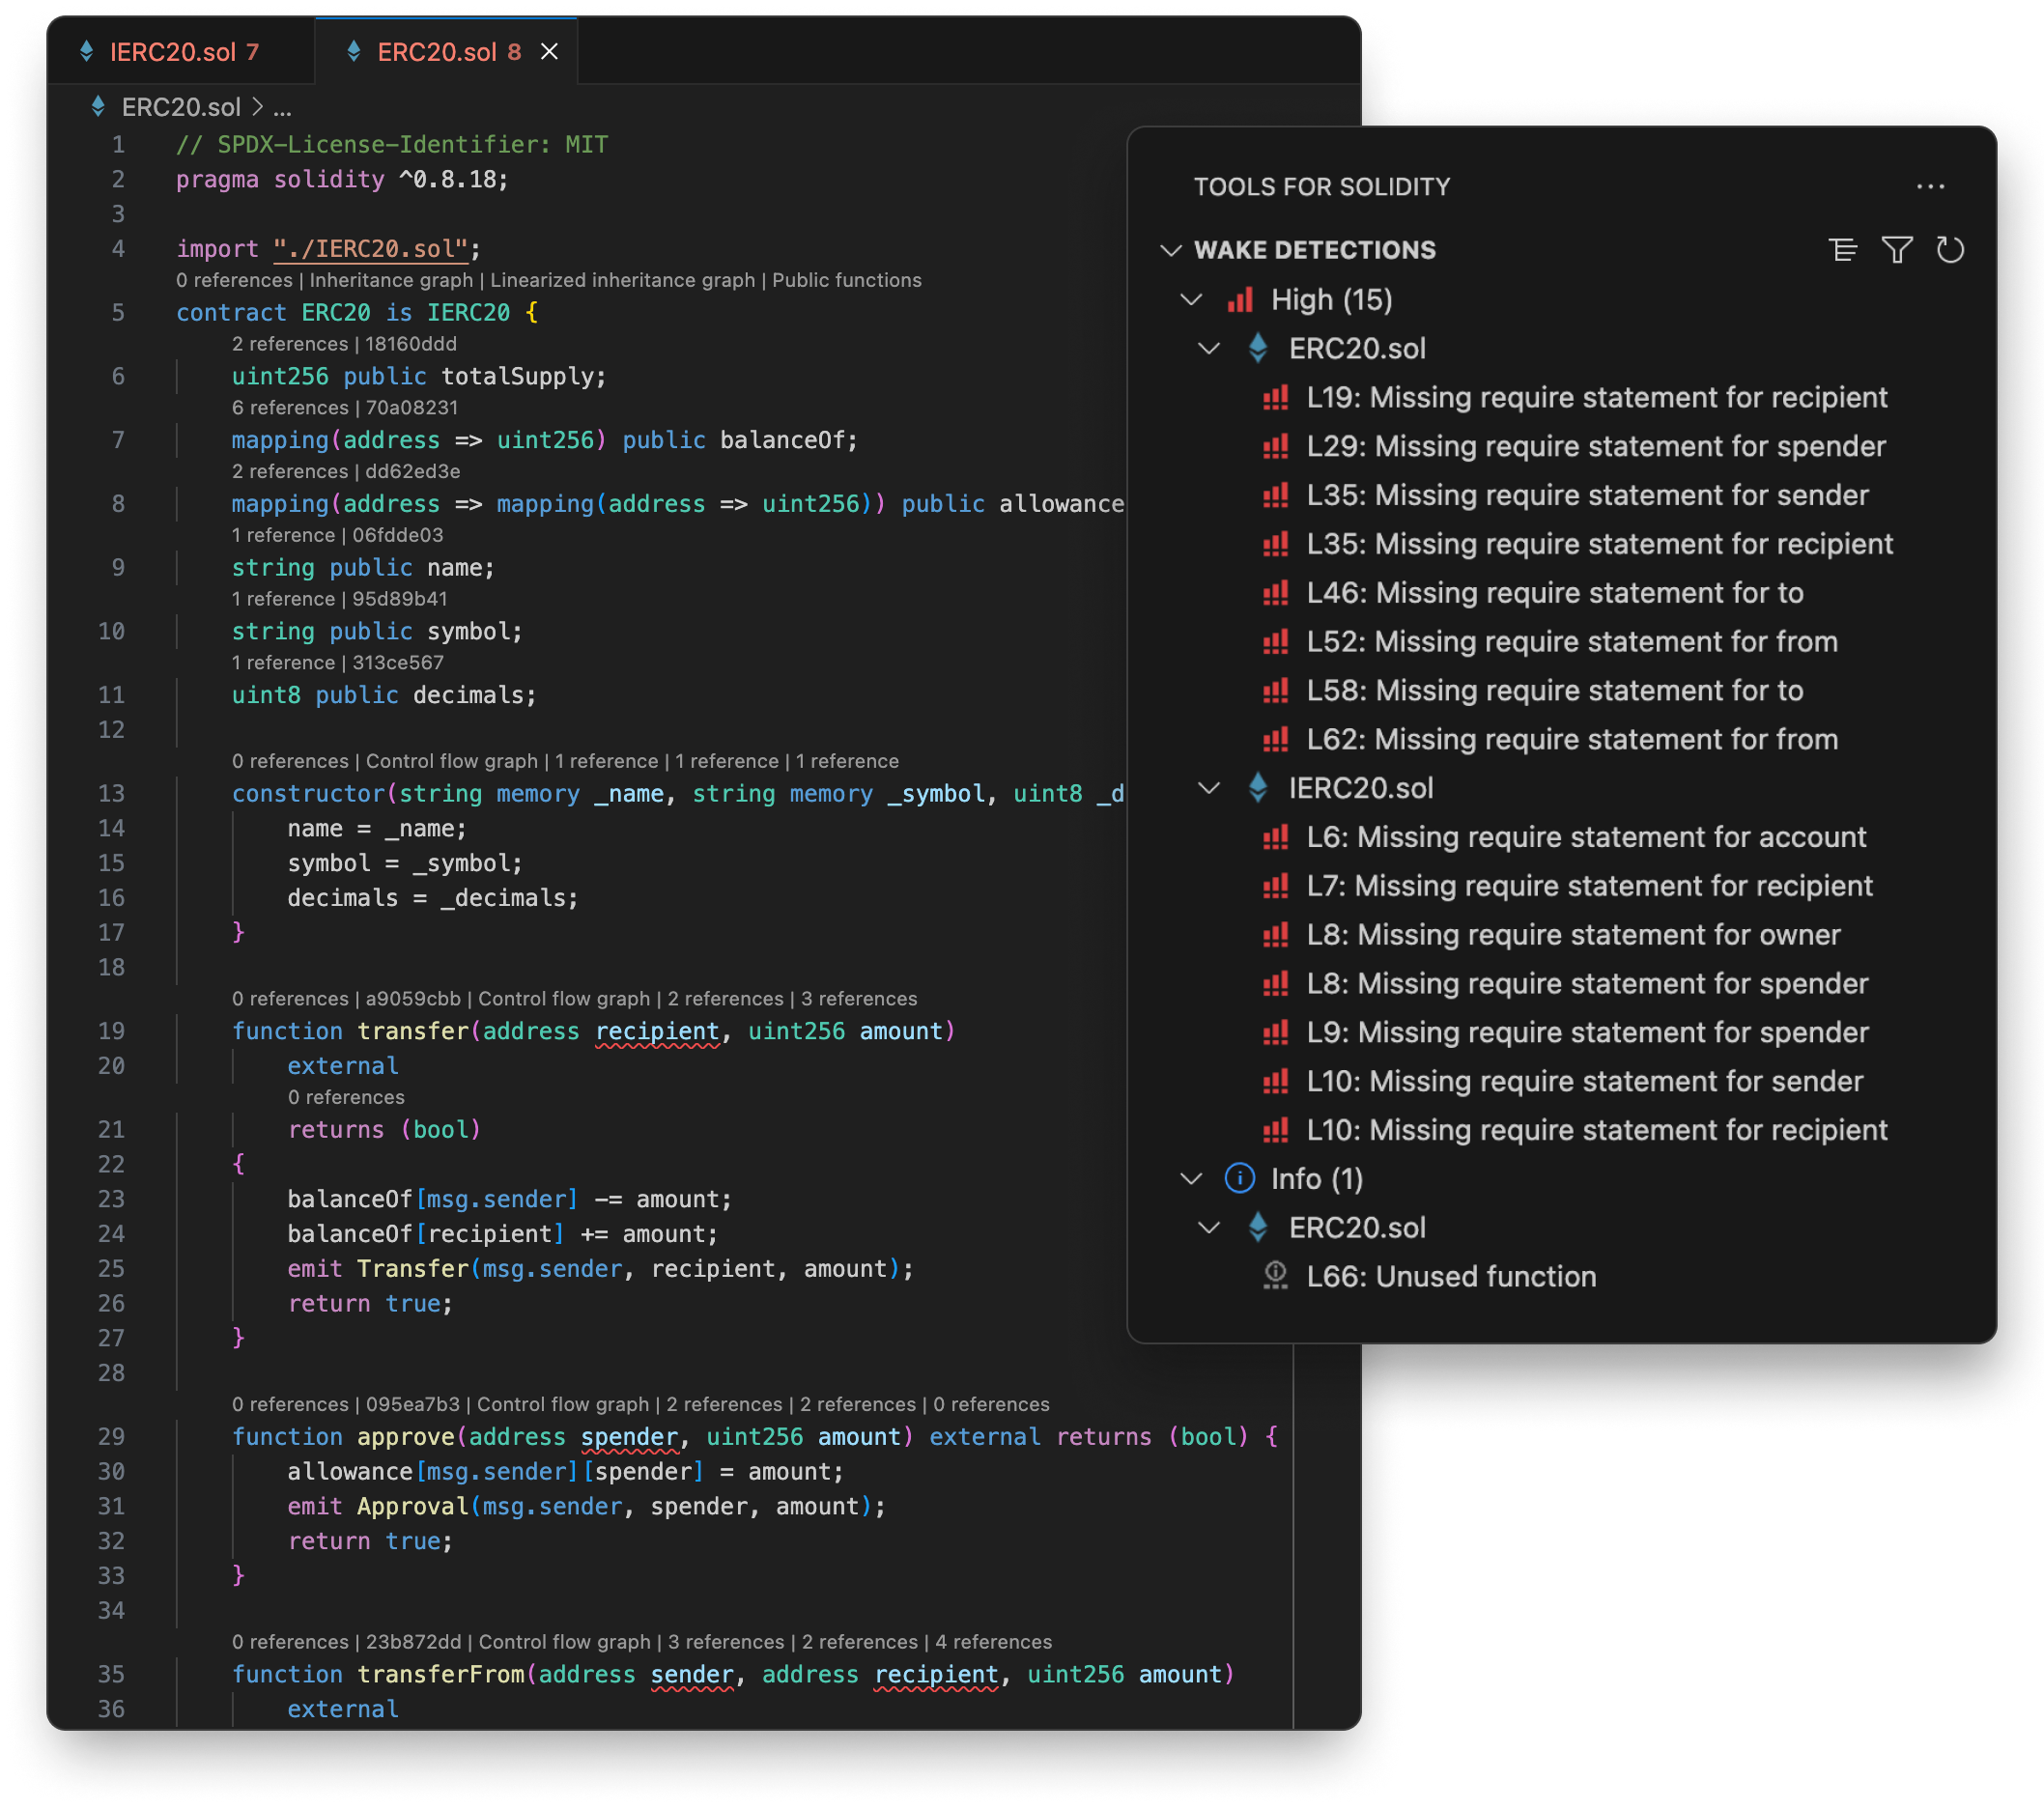 IERC20.sol 7
ERC20.sol 8
ERC20.sol > ...
1 // SPDX-License-Identifier: MIT
2 pragma solidity ^0.8.18;
3
4 import "./IERC20.sol";
0 references | Inheritance graph | Linearized inheritance graph | Public functions
5 contract ERC20 is IERC20 {
2 references | 18160ddd
6 uint256 public totalSupply;
6 references | 70a08231
7 mapping(address => uint256) public balanceOf;
2 references | dd62ed3e
8 mapping(address => mapping(address => uint256)) public allowance
1 reference | 06fdde03
9 string public name;
1 reference | 95d89b41
10 string public symbol;
1 reference | 313ce567
11 uint8 public decimals;
12
0 references | Control flow graph | 1 reference | 1 reference | 1 reference
13 constructor(string memory _name, string memory _symbol, uint8 _d
14 name = _name;
15 symbol = _symbol;
16 decimals = _decimals;
17 }
18
0 references | a9059cbb | Control flow graph | 2 references | 3 references
19 function transfer(address recipient, uint256 amount)
20 external
0 references
21 returns (bool)
22 {
23 balanceOf[msg.sender] -= amount;
24 balanceOf[recipient] += amount;
25 emit Transfer(msg.sender, recipient, amount);
26 return true;
27 }
28
0 references | 095ea7b3 | Control flow graph | 2 references | 2 references | 0 references
29 function approve(address spender, uint256 amount) external returns (bool) {
30 allowance[msg.sender][spender] = amount;
31 emit Approval(msg.sender, spender, amount);
32 return true;
33 }
34
0 references | 23b872dd | Control flow graph | 3 references | 2 references | 4 references
35 function transferFrom(address sender, address recipient, uint256 amount)
36 external
TOOLS FOR SOLIDITY
WAKE DETECTIONS
High (15)
ERC20.sol
L19: Missing require statement for recipient
L29: Missing require statement for spender
L35: Missing require statement for sender
L35: Missing require statement for recipient
L46: Missing require statement for to
L52: Missing require statement for from
L58: Missing require statement for to
L62: Missing require statement for from
IERC20.sol
L6: Missing require statement for account
L7: Missing require statement for recipient
L8: Missing require statement for owner
L8: Missing require statement for spender
L9: Missing require statement for spender
L10: Missing require statement for sender
L10: Missing require statement for recipient
Info (1)
ERC20.sol
L66: Unused function